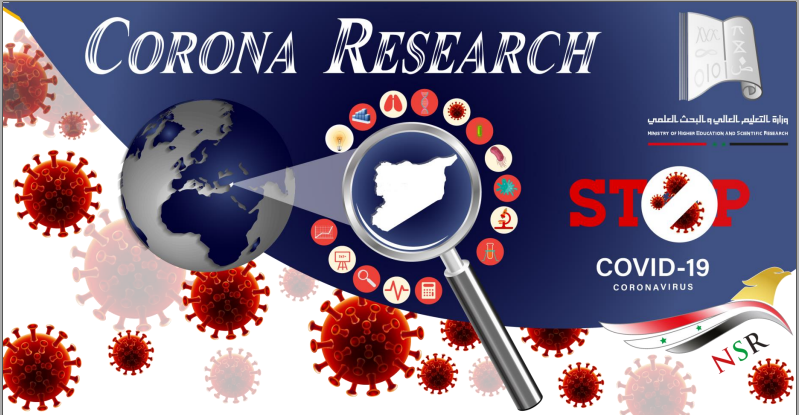 CORONA RESEARCH
وزارة التعليم العالي و البحث العلمي
MINISTRY OF HIGHER EDUCATION AND SCIENTIFIC RESEARCH
STOP
COVID-19
CORONAVIRUS
NSR